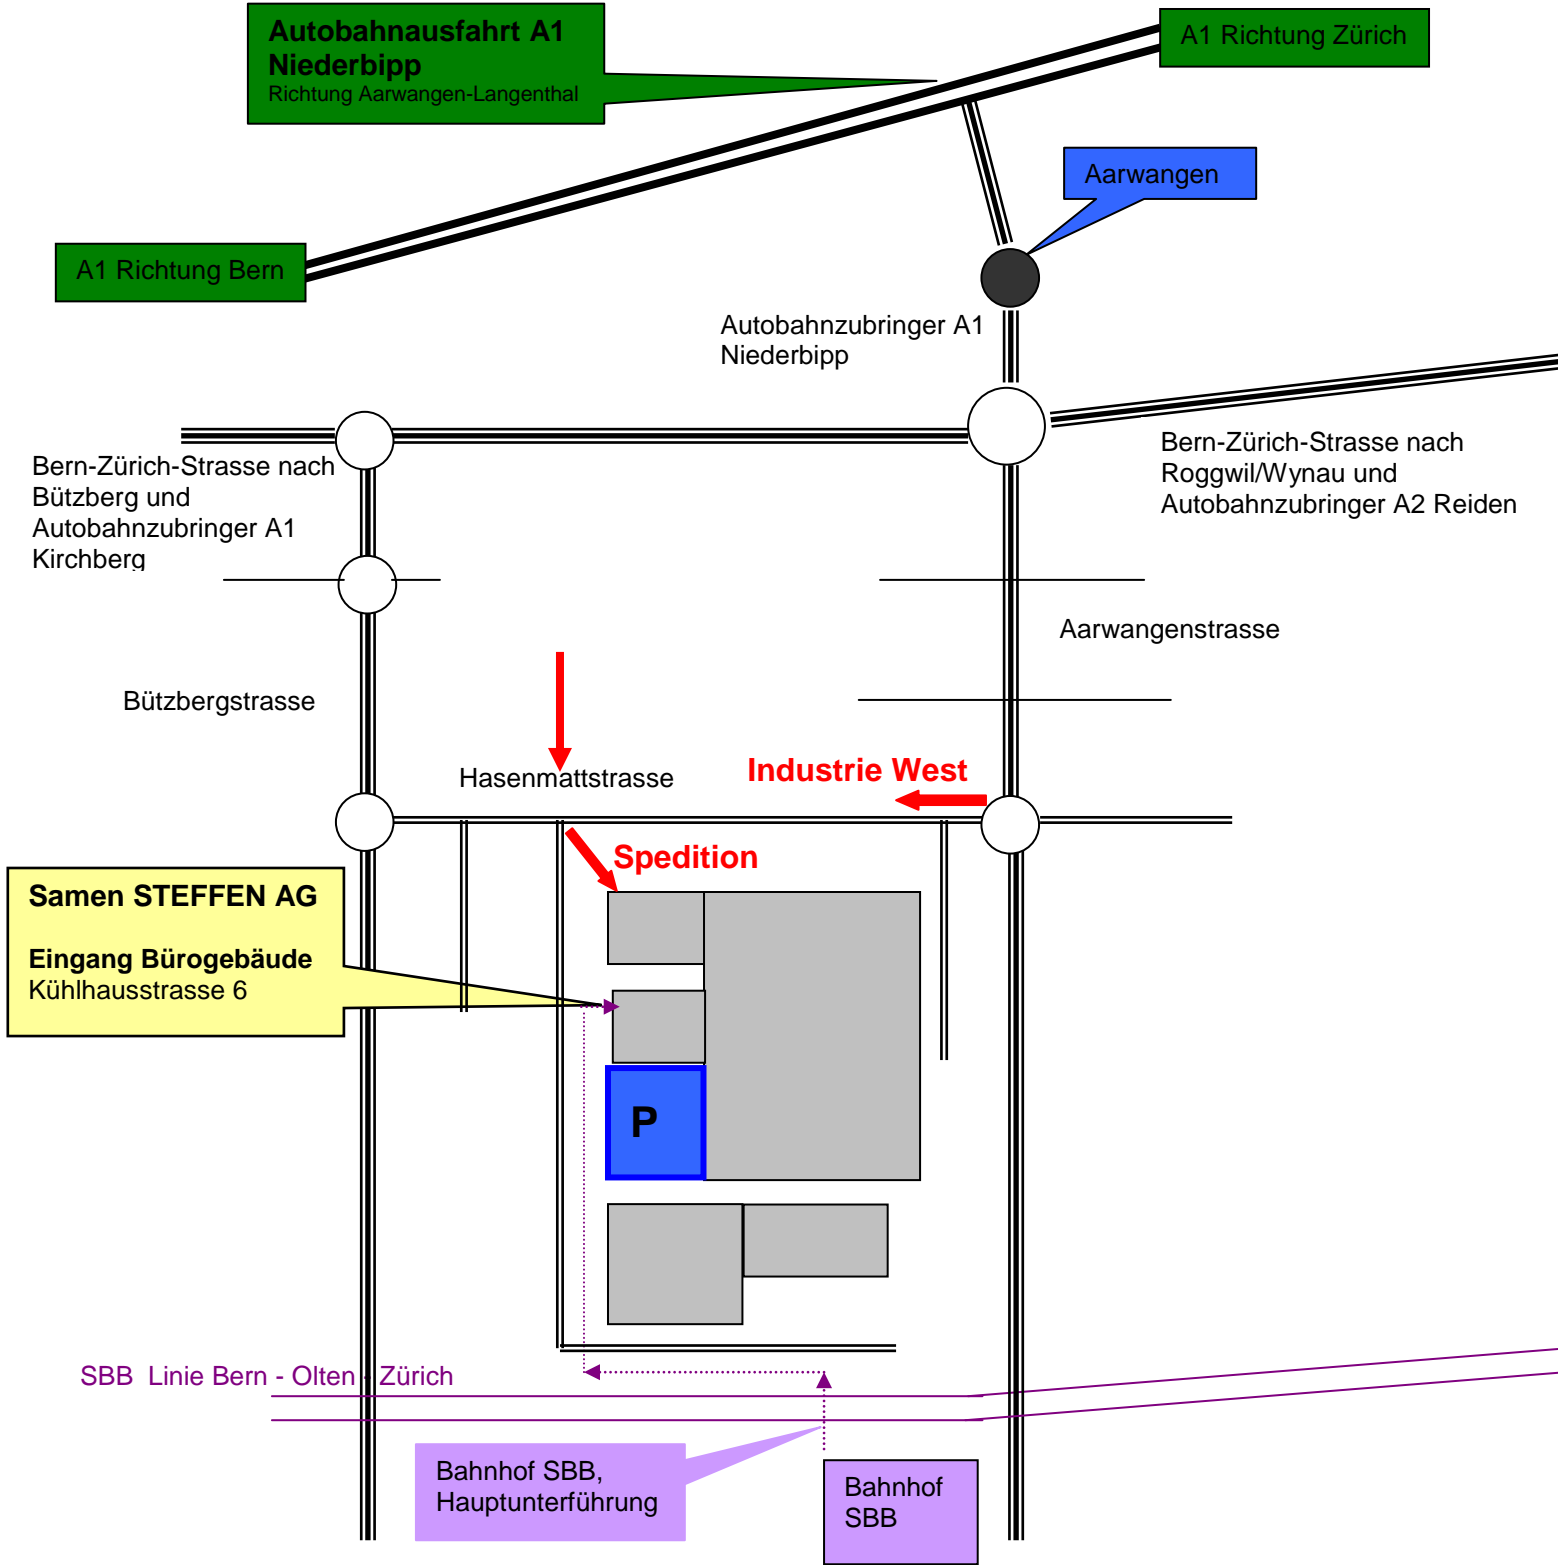 Autobahnausfahrt A1
Niederbipp
Richtung Aarwangen-Langenthal
A1 Richtung Zürich
Aarwangen
A1 Richtung Bern
Autobahnzubringer A1
Niederbipp
Bern-Zürich-Strasse nach
Bützberg und
Autobahnzubringer A1
Kirchberg
Bern-Zürich-Strasse nach
Roggwil/Wynau und
Autobahnzubringer A2 Reiden
Aarwangenstrasse
Bützbergstrasse
Hasenmattstrasse
Industrie West
Spedition
Samen STEFFEN AG
Eingang Bürogebäude
Kühlhausstrasse 6
P
SBB Linie Bern - Olten - Zürich
Bahnhof SBB,
Hauptunterführung
Bahnhof
SBB